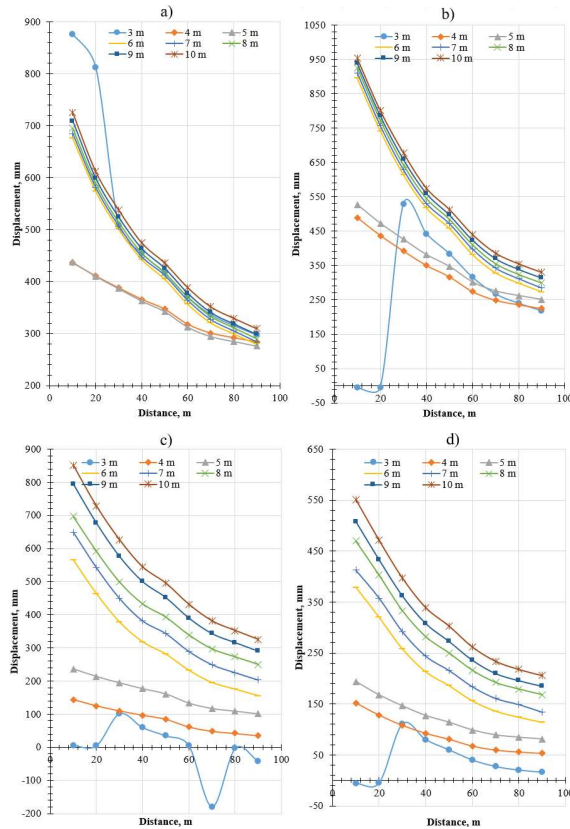 a)
3 m 4 m 5 m
6 m 7 m 8 m
9 m 10 m
Displacement, mm
900
800
700
600
500
400
300
200
0 20 40 60 80 100
Distance, m
b)
3 m 4 m 5 m
6 m 7 m 8 m
9 m 10 m
Displacement, mm
1050
950
850
750
650
550
450
350
250
150
50
-50
0 20 40 60 80 100
Distance, m
c)
3 m 4 m 5 m
6 m 7 m 8 m
9 m 10 m
Displacement, mm
900
800
700
600
500
400
300
200
100
0
-100
-200
0 20 40 60 80 100
Distance, m
d)
3 m 4 m 5 m
6 m 7 m 8 m
9 m 10 m
Displacement, mm
650
550
450
350
250
150
50
-50
0 20 40 60 80 100
Distance, m